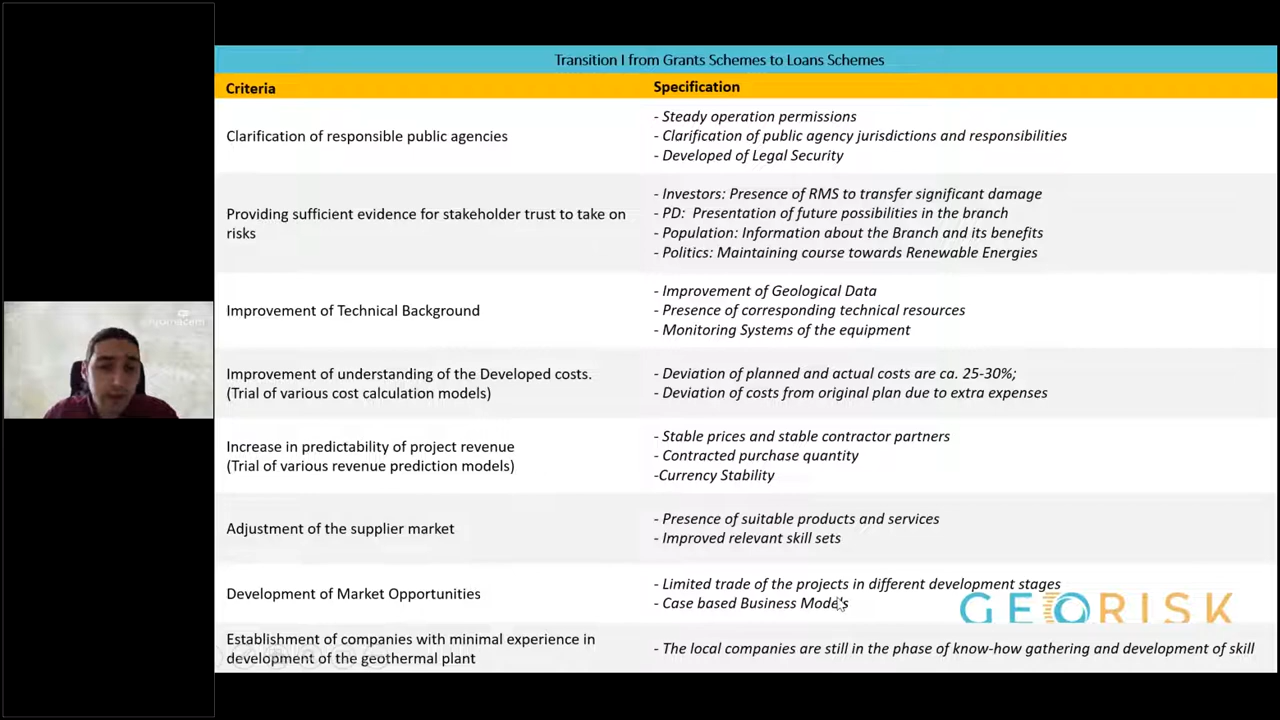 Transition I from Grants Schemes to Loans Schemes
Criteria
Specification
Clarification of responsible public agencies
- Steady operation permissions
- Clarification of public agency jurisdictions and responsibilities
- Developed of Legal Security
Providing sufficient evidence for stakeholder trust to take on
risks
- Investors: Presence of RMS to transfer significant damage
- PD: Presentation of future possibilities in the branch
- Population: Information about the Branch and its benefits
- Politics: Maintaining course towards Renewable Energies
Improvement of Technical Background
- Improvement of Geological Data
- Presence of corresponding technical resources
- Monitoring Systems of the equipment
Improvement of understanding of the Developed costs.
(Trial of various cost calculation models)
- Deviation of planned and actual costs are ca. 25-30%;
- Deviation of costs from original plan due to extra expenses
Increase in predictability of project revenue
(Trial of various revenue prediction models)
- Stable prices and stable contractor partners
- Contracted purchase quantity
-Currency Stability
Adjustment of the supplier market
- Presence of suitable products and services
- Improved relevant skill sets
Development of Market Opportunities
- Limited trade of the projects in different development stages
- Case based Business Models
GEORISK
Establishment of companies with minimal experience in
development of the geothermal plant
- The local companies are still in the phase of know-how gathering and development of skill